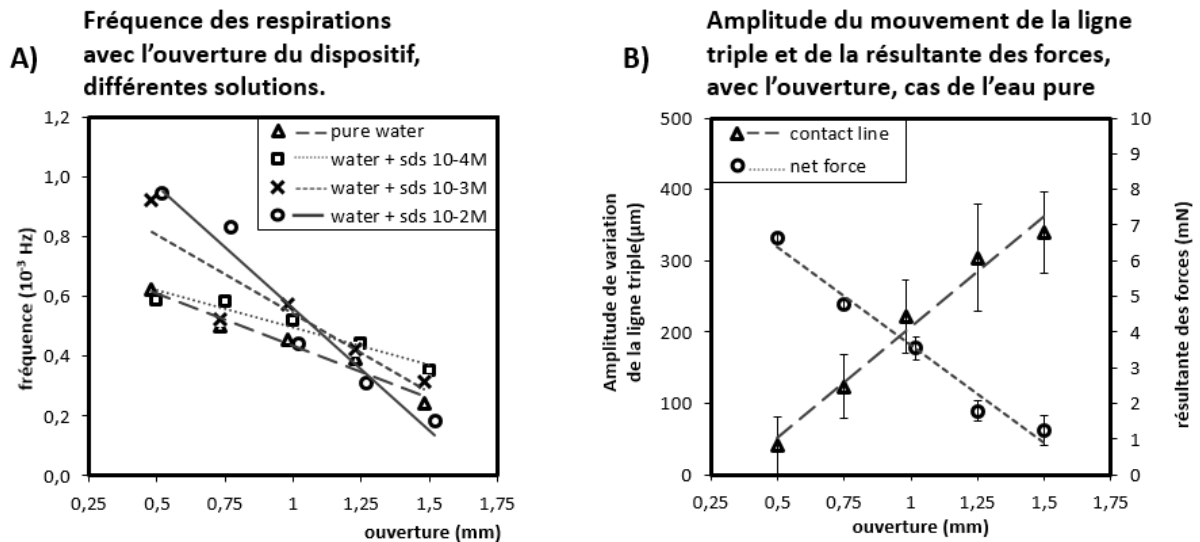 A)
Fréquence des respirations
avec l’ouverture du dispositif,
différentes solutions.
1,2
1,0
0,8
0,6
0,4
0,2
0,0
fréquence (10⁻³ Hz)
pure water
water + sds 10-4M
water + sds 10-3M
water + sds 10-2M
0,25 0,5 0,75 1 1,25 1,5 1,75
ouverture (mm)
B)
Amplitude du mouvement de la ligne
triple et de la résultante des forces,
avec l’ouverture, cas de l’eau pure
500
400
300
200
100
0
Amplitude de variation
de la ligne triple(µm)
contact line
net force
10
9
8
7
6
5
4
3
2
1
0
résultante des forces (mN)
0,25 0,5 0,75 1 1,25 1,5 1,75
ouverture (mm)